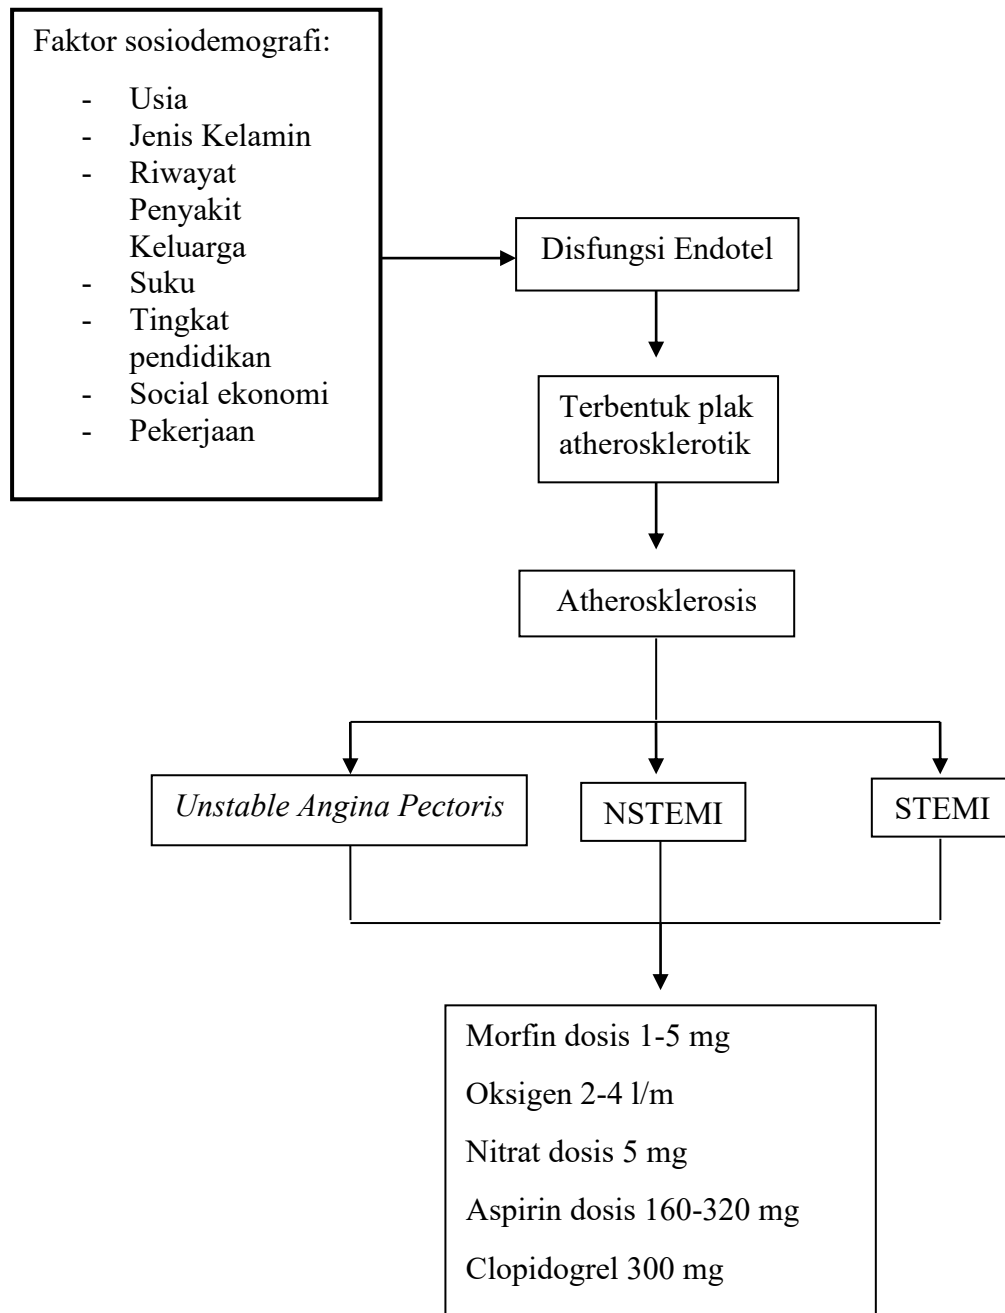 Faktor sosiodemografi:
- Usia
- Jenis Kelamin
- Riwayat
Penyakit
Keluarga
- Suku
- Tingkat
pendidikan
- Social ekonomi
- Pekerjaan
Disfungsi Endotel
Terbentuk plak
atherosklerotik
Atherosklerosis
Unstable Angina Pectoris
NSTEMI
STEMI
Morfin dosis 1-5 mg
Oksigen 2-4 l/m
Nitrat dosis 5 mg
Aspirin dosis 160-320 mg
Clopidogrel 300 mg